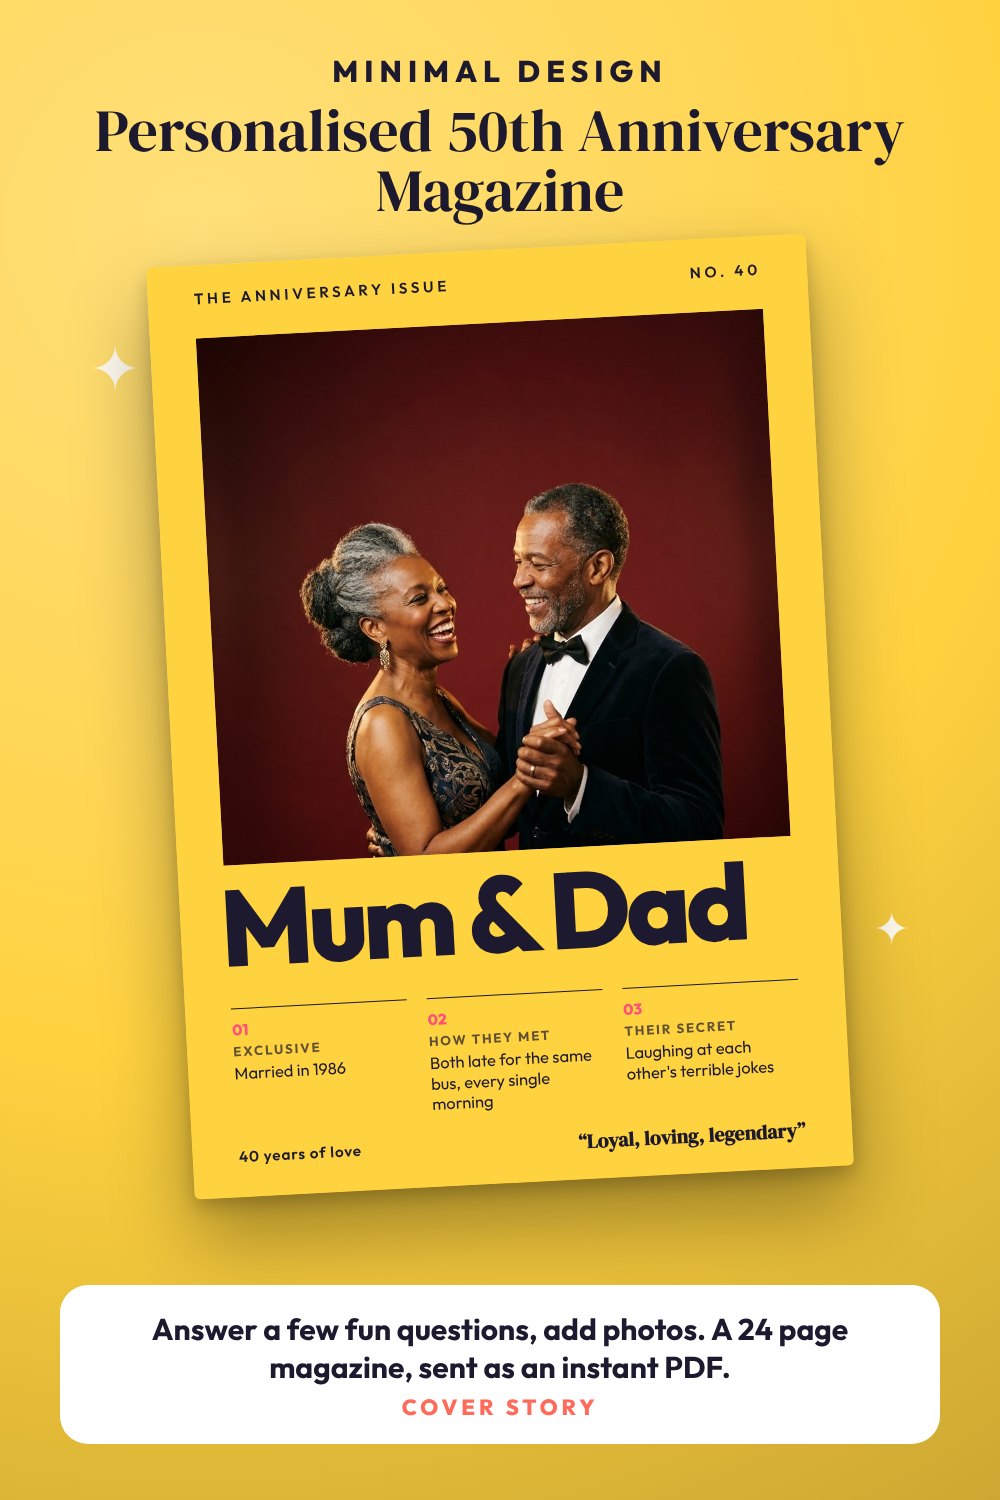 MINIMAL DESIGN
Personalised 50th Anniversary
Magazine
THE ANNIVERSARY ISSUE
NO. 40
Mum & Dad
01
EXCLUSIVE
Married in 1986
02
HOW THEY MET
Both late for the same
bus, every single
morning
03
THEIR SECRET
Laughing at each
other's terrible jokes
40 years of love
“Loyal, loving, legendary”
Answer a few fun questions, add photos. A 24 page
magazine, sent as an instant PDF.
COVER STORY